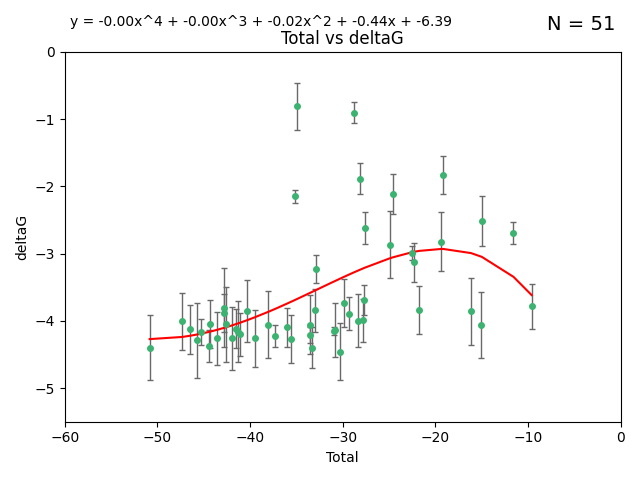 y = -0.00x^4 + -0.00x^3 + -0.02x^2 + -0.44x + -6.39
N = 51
Total vs deltaG
deltaG
0
−1
−2
−3
−4
−5
−60
−50
−40
−30
−20
−10
0
Total